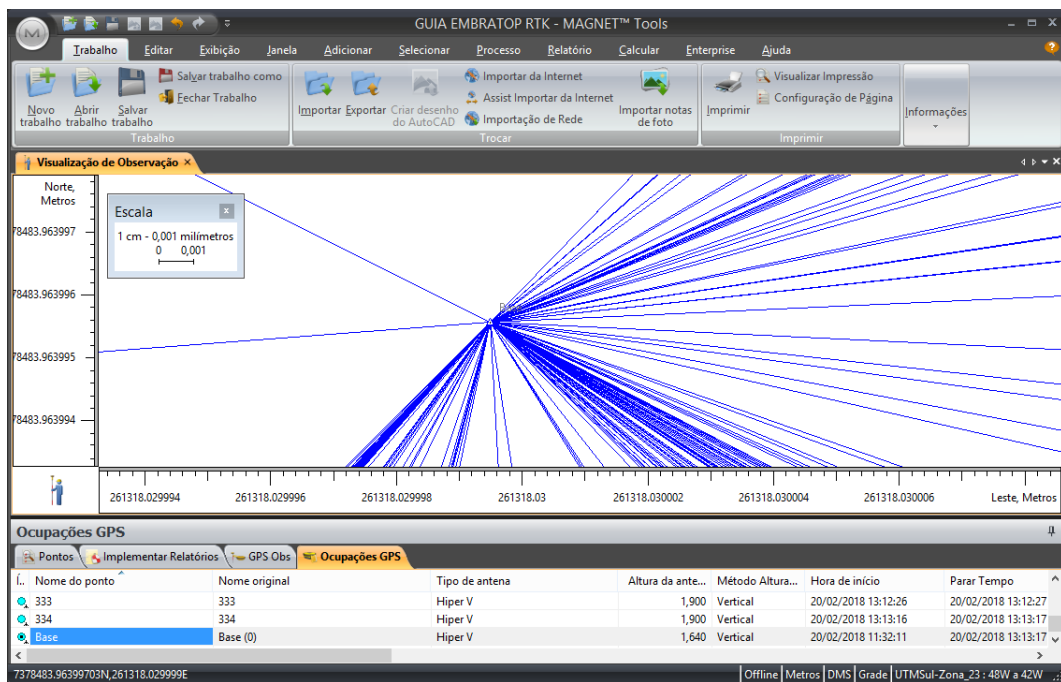 GUIA EMBRATOP RTK - MAGNET™ Tools
Trabalho Editar Exibição Janela Adicionar Selecionar Processo Relatório Calcular Enterprise Ajuda
Novo trabalho
Abrir trabalho
Salvar trabalho
Salvar trabalho como
Fechar Trabalho
Trabalho
Importar
Exportar
Criar desenho do AutoCAD
Importar da Internet
Assist Importar da Internet
Importação de Rede
Importar notas de foto
Trocar
Imprimir
Visualizar Impressão
Configuração de Página
Imprimir
Informações
Visualização de Observação
Norte, Metros
78483.963997
78483.963996
78483.963995
78483.963994
Escala
1 cm - 0,001 milímetros
0 0,001
261318.029994 261318.029996 261318.029998 261318.03 261318.030002 261318.030004 261318.030006 Leste, Metros
Ocupações GPS
Pontos Implementar Relatórios GPS Obs Ocupações GPS
Í.. Nome do ponto Nome original Tipo de antena Altura da ante... Método Altura... Hora de início Parar Tempo
333 333 Hiper V 1,900 Vertical 20/02/2018 13:12:26 20/02/2018 13:12:27
334 334 Hiper V 1,900 Vertical 20/02/2018 13:13:16 20/02/2018 13:13:17
Base Base (0) Hiper V 1,640 Vertical 20/02/2018 11:32:11 20/02/2018 13:13:17
7378483.96399703N,261318.029999E Offline Metros DMS Grade UTMSul-Zona_23 : 48W a 42W